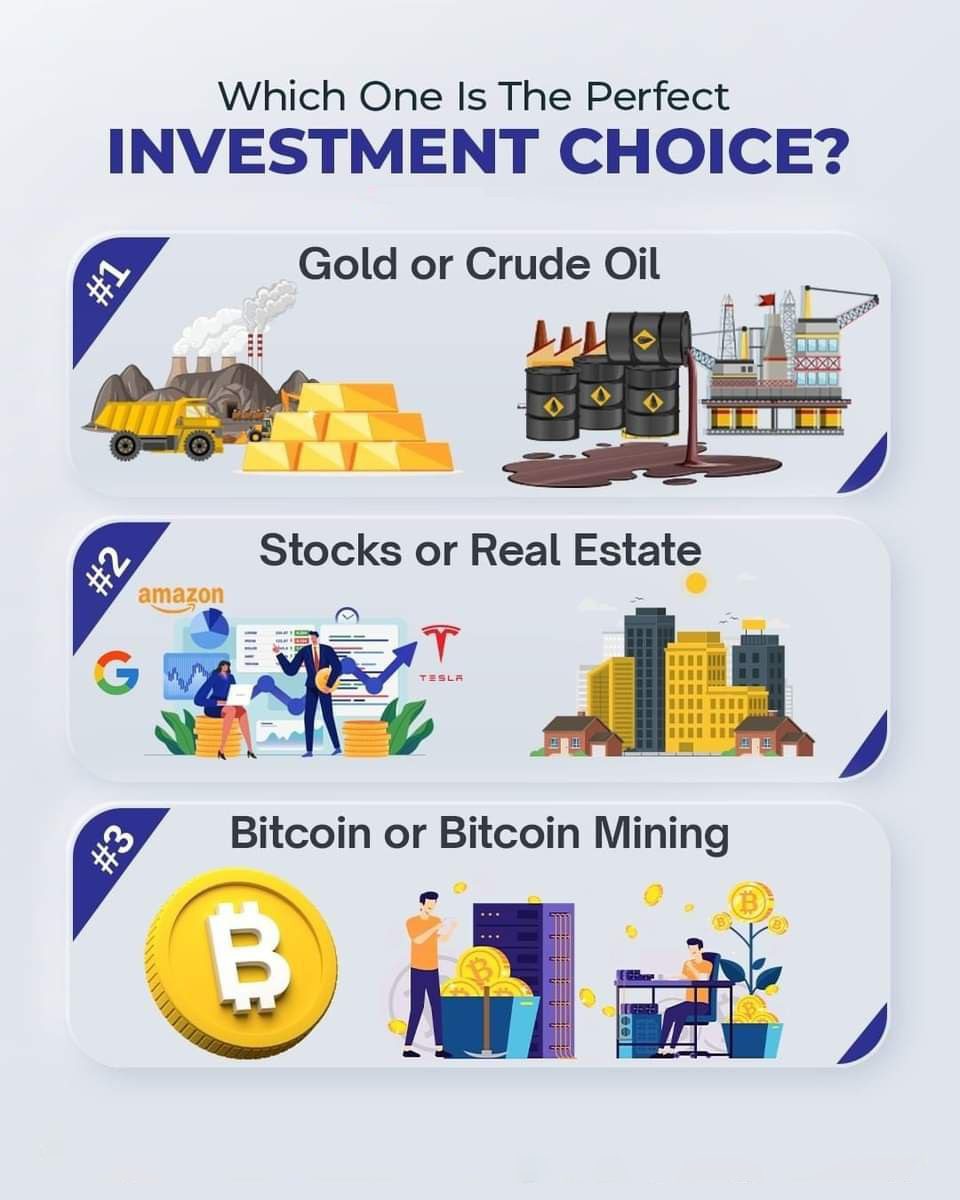 Which One Is The Perfect
INVESTMENT CHOICE?
#1
Gold or Crude Oil
#2
Stocks or Real Estate
amazon
G
TESLA
#3
Bitcoin or Bitcoin Mining